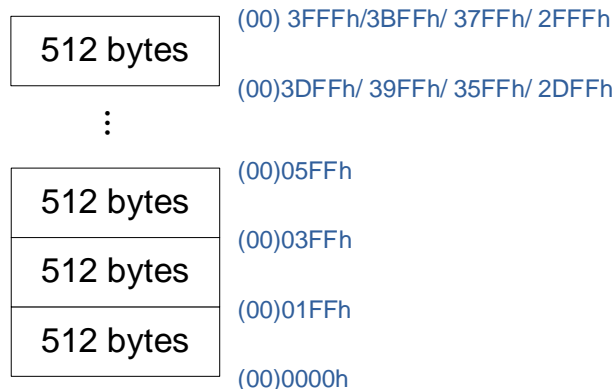 (00) 3FFFh/3BFFh/ 37FFh/ 2FFFh
512 bytes
(00)3DFFh/ 39FFh/ 35FFh/ 2DFFh
⋮
(00)05FFh
512 bytes
(00)03FFh
512 bytes
(00)01FFh
512 bytes
(00)0000h